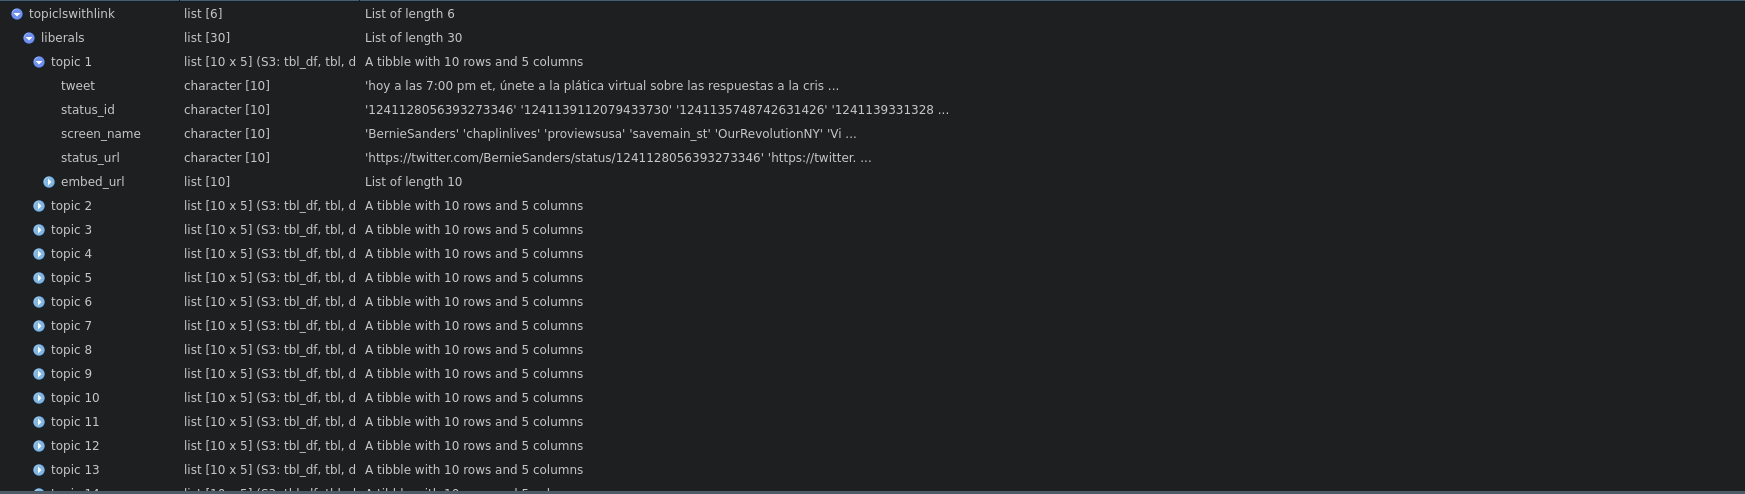 topiclswithlink list [6] List of length 6
liberals list [30] List of length 30
topic 1 list [10 x 5] (S3: tbl_df, tbl, d A tibble with 10 rows and 5 columns
tweet character [10] 'hoy a las 7:00 pm et, únete a la plática virtual sobre las respuestas a la cris ...
status_id character [10] '1241128056393273346' '1241139112079433730' '1241135748742631426' '1241139331328 ...
screen_name character [10] 'BernieSanders' 'chaplinlives' 'proviewsusa' 'savemain_st' 'OurRevolutionNY' 'Vi ...
status_url character [10] 'https://twitter.com/BernieSanders/status/1241128056393273346' 'https://twitter. ...
embed_url list [10] List of length 10
topic 2 list [10 x 5] (S3: tbl_df, tbl, d A tibble with 10 rows and 5 columns
topic 3 list [10 x 5] (S3: tbl_df, tbl, d A tibble with 10 rows and 5 columns
topic 4 list [10 x 5] (S3: tbl_df, tbl, d A tibble with 10 rows and 5 columns
topic 5 list [10 x 5] (S3: tbl_df, tbl, d A tibble with 10 rows and 5 columns
topic 6 list [10 x 5] (S3: tbl_df, tbl, d A tibble with 10 rows and 5 columns
topic 7 list [10 x 5] (S3: tbl_df, tbl, d A tibble with 10 rows and 5 columns
topic 8 list [10 x 5] (S3: tbl_df, tbl, d A tibble with 10 rows and 5 columns
topic 9 list [10 x 5] (S3: tbl_df, tbl, d A tibble with 10 rows and 5 columns
topic 10 list [10 x 5] (S3: tbl_df, tbl, d A tibble with 10 rows and 5 columns
topic 11 list [10 x 5] (S3: tbl_df, tbl, d A tibble with 10 rows and 5 columns
topic 12 list [10 x 5] (S3: tbl_df, tbl, d A tibble with 10 rows and 5 columns
topic 13 list [10 x 5] (S3: tbl_df, tbl, d A tibble with 10 rows and 5 columns